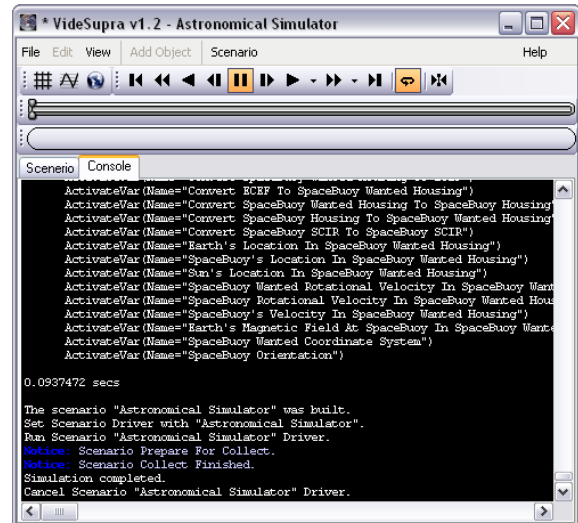 * VideSupra v1.2 - Astronomical Simulator
File Edit View Add Object Scenario Help
Scenerio Console
ActivateVar(Name="Convert ECEF To SpaceBuoy Wanted Housing")
ActivateVar(Name="Convert SpaceBuoy Wanted Housing To SpaceBuoy Housing"
ActivateVar(Name="Convert SpaceBuoy Housing To SpaceBuoy Wanted Housing")
ActivateVar(Name="Convert SpaceBuoy SCIR To SpaceBuoy SCIR")
ActivateVar(Name="Earth's Location In SpaceBuoy Wanted Housing")
ActivateVar(Name="SpaceBuoy's Location In SpaceBuoy Wanted Housing")
ActivateVar(Name="Sun's Location In SpaceBuoy Wanted Housing")
ActivateVar(Name="SpaceBuoy Wanted Rotational Velocity In SpaceBuoy Want
ActivateVar(Name="SpaceBuoy Rotational Velocity In SpaceBuoy Wanted Hous
ActivateVar(Name="SpaceBuoy's Velocity In SpaceBuoy Wanted Housing")
ActivateVar(Name="Earth's Magnetic Field At SpaceBuoy In SpaceBuoy Wante
ActivateVar(Name="SpaceBuoy Wanted Coordinate System")
ActivateVar(Name="SpaceBuoy Orientation")
0.0937472 secs
The scenario "Astronomical Simulator" was built.
Set Scenario Driver with "Astronomical Simulator".
Run Scenario "Astronomical Simulator" Driver.
Notice: Scenario Prepare For Collect.
Notice: Scenario Collect Finished.
Simulation completed.
Cancel Scenario "Astronomical Simulator" Driver.